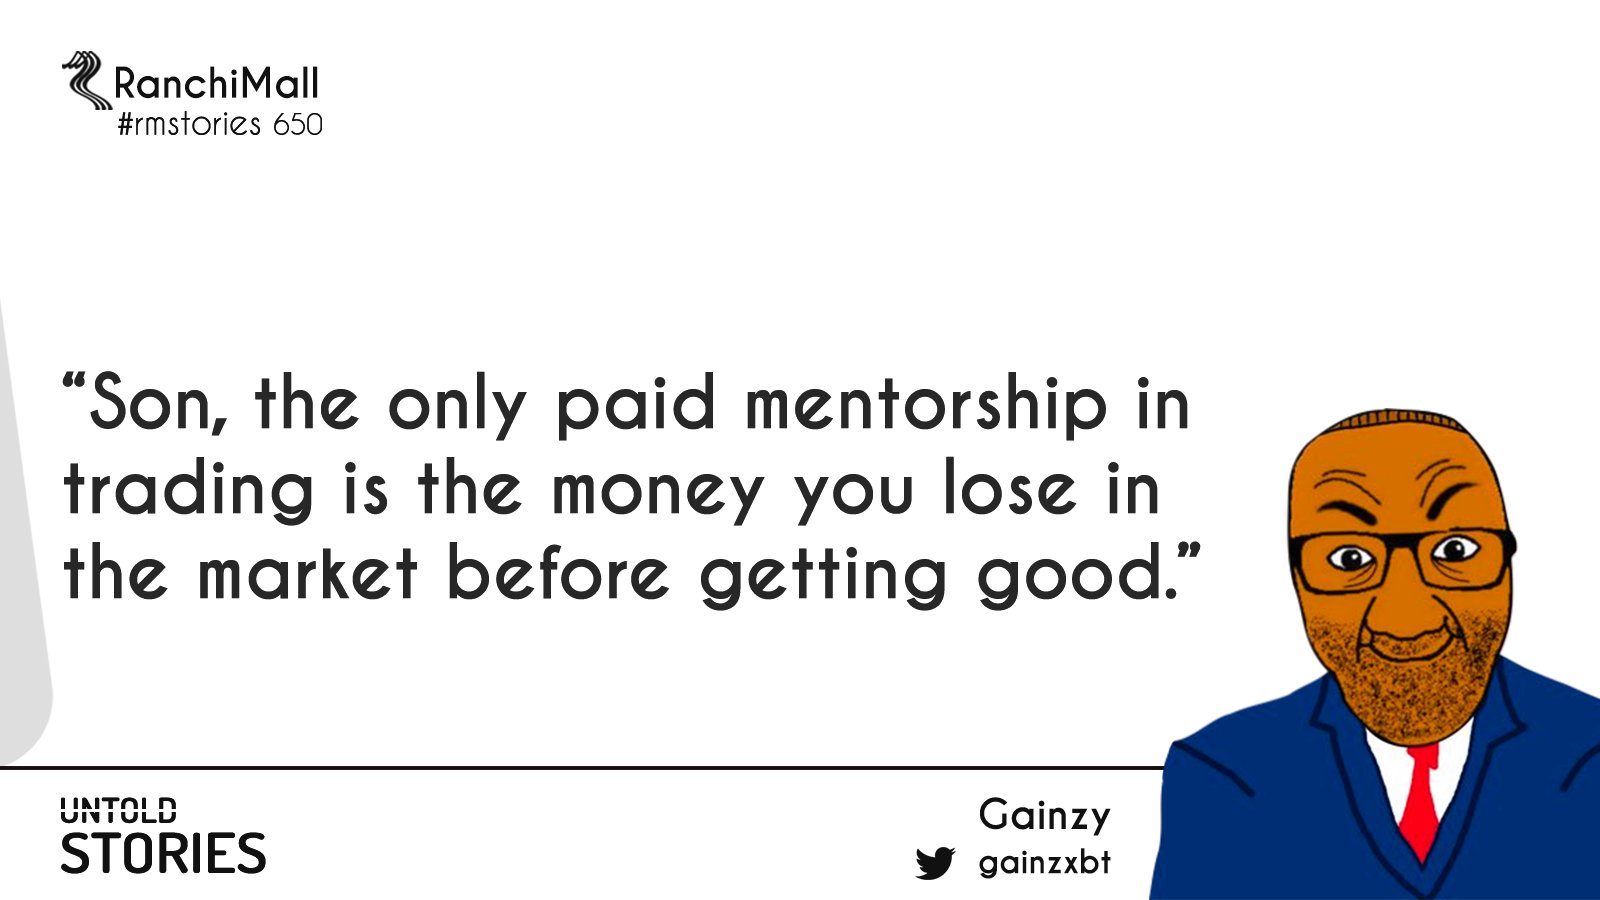 RanchiMall
#rmstories 650
“Son, the only paid mentorship in
trading is the money you lose in
the market before getting good.”
UNTOLD
STORIES
Gainzy
gainzxbt